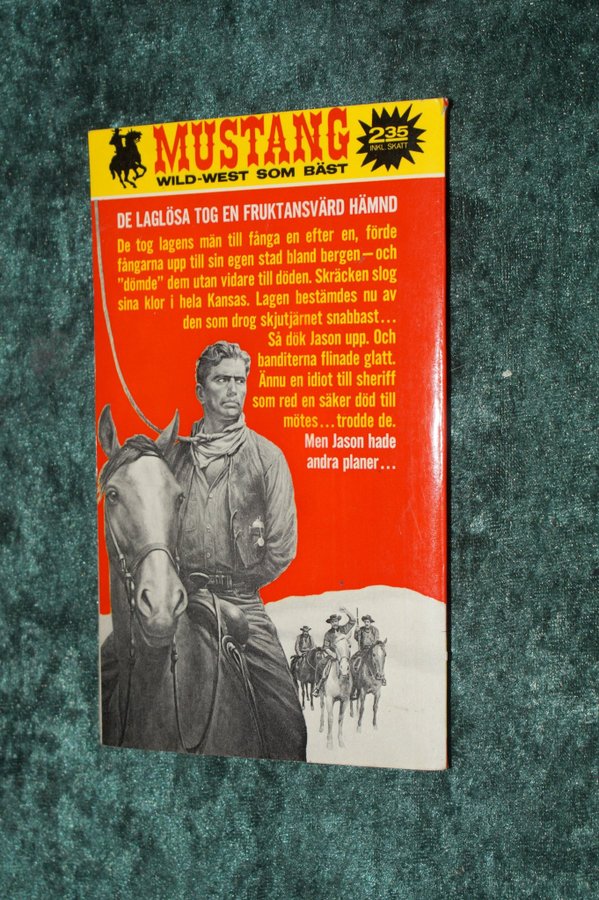 MUSTANG
WILD-WEST SOM BÄST
2.35
INKL. SKATT
DE LAGLÖSA TOG EN FRUKTANSVÄRD HÄMND
De tog lagens män till fånga en efter en, förde
fångarna upp till sin egen stad bland bergen—och
"dömde" dem utan vidare till döden. Skräcken slog
sina klor i hela Kansas. Lagen bestämdes nu av
den som drog skjutjärnet snabbast...
Så dök Jason upp. Och
banditerna flinade glatt.
Ännu en idiot till sheriff
som red en säker död till
mötes...trodde de.
Men Jason hade
andra planer...